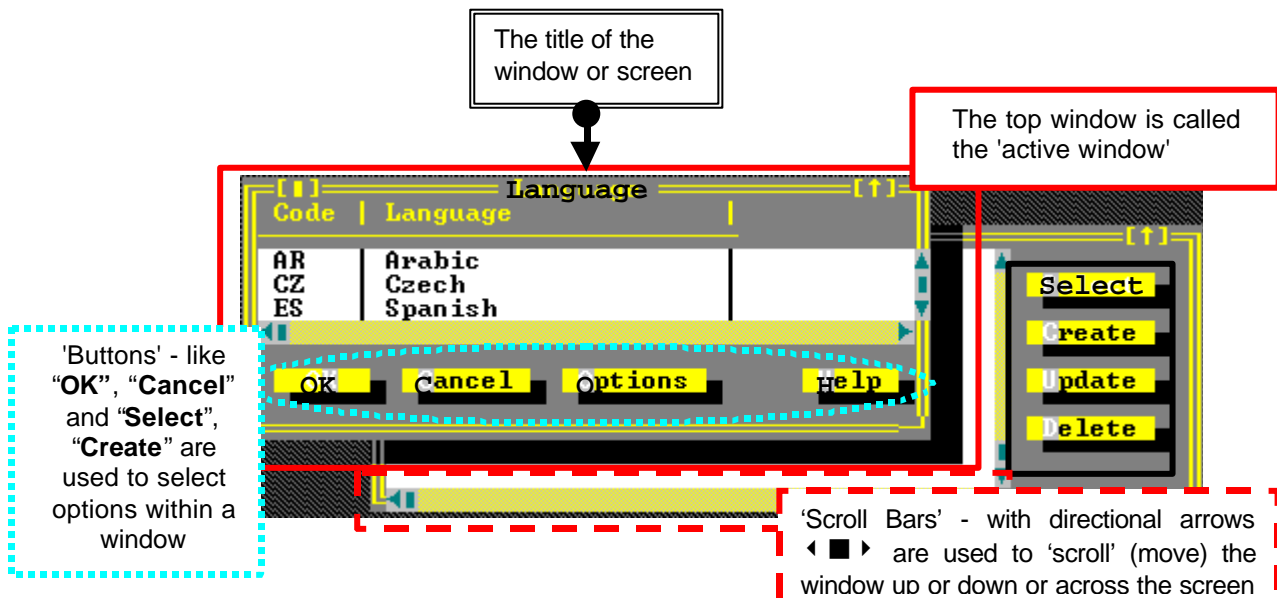 The title of the
window or screen
The top window is called
the 'active window'
[▮] Language [↑]
Code | Language |
AR Arabic
CZ Czech
ES Spanish
OK Cancel Options Help
[↑]
Select
Create
Update
Delete
'Buttons' - like
“OK”, “Cancel”
and “Select”,
“Create” are
used to select
options within a
window
‘Scroll Bars’ - with directional arrows
are used to ‘scroll’ (move) the
window up or down or across the screen